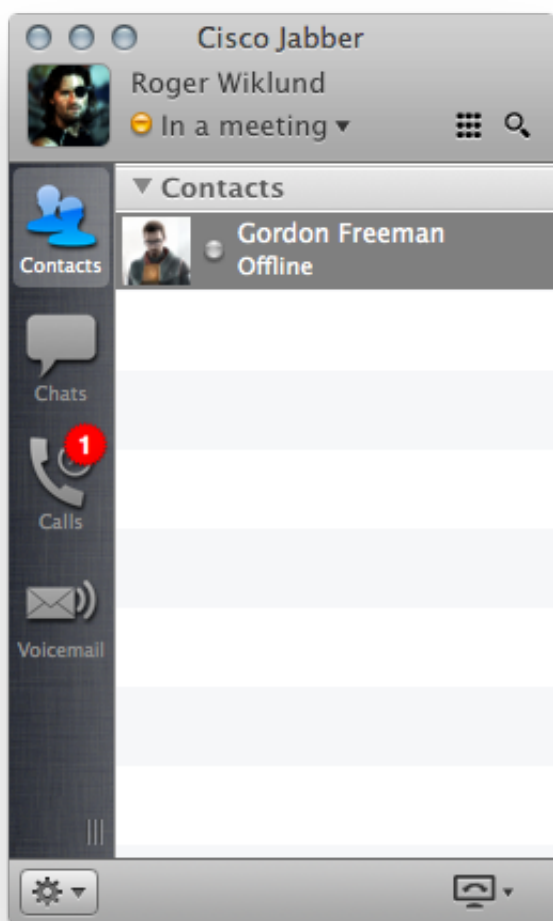 Cisco Jabber
Roger Wiklund
In a meeting
Contacts
Gordon Freeman
Offline
Contacts
Chats
1
Calls
Voicemail